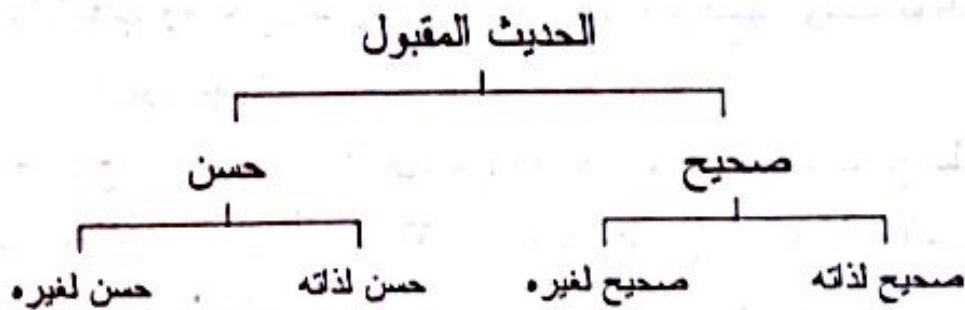 الحديث المقبول
صحيح حسن
صحيح لذاته صحيح لغيره حسن لذاته حسن لغيره